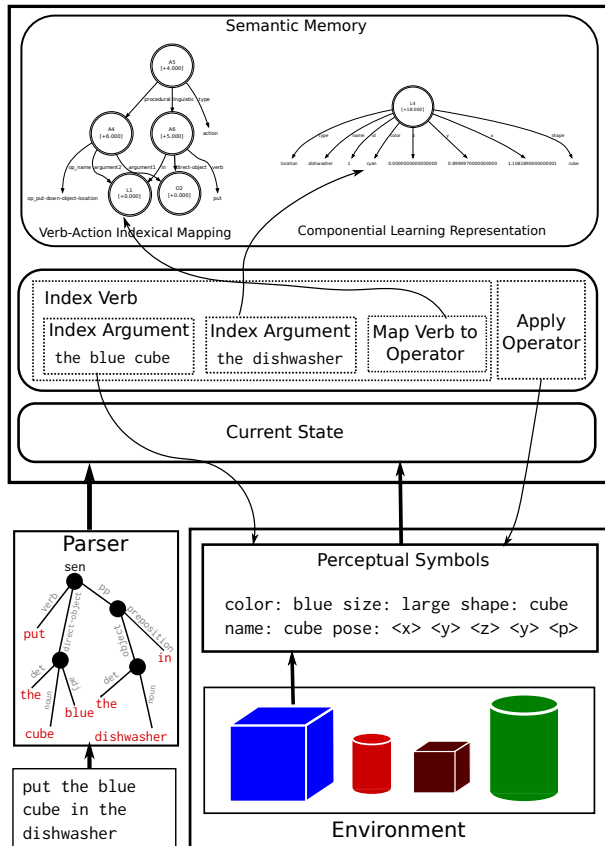 Semantic Memory
A5
[+4.000]
procedural
linguistic
type
A4
[+6.000]
A6
[+5.000]
action
op_name
argument2
argument1
in
direct-object
verb
L1
[+0.000]
O2
[+0.000]
op_put-down-object-location
put
Verb-Action Indexical Mapping
L4
[+18.000]
type
name
id
color
z
y
x
shape
location
dishwasher
1
cyan
0.0000000000000000
cube
Componential Learning Representation
Index Verb
Index Argument
the blue cube
Index Argument
the dishwasher
Map Verb to
Operator
Apply
Operator
Current State
Parser
sen
verb
direct-object
pp
preposition
object
put
in
det
adj
noun
det
noun
the
blue
cube
the
dishwasher
put the blue
cube in the
dishwasher
Perceptual Symbols
color: blue size: large shape: cube
name: cube pose: <x> <y> <z> <y> <p>
Environment